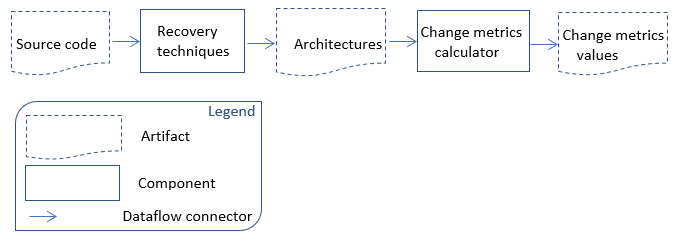 Source code
Recovery
techniques
Architectures
Change metrics
calculator
Change metrics
values
Legend
Artifact
Component
Dataflow connector